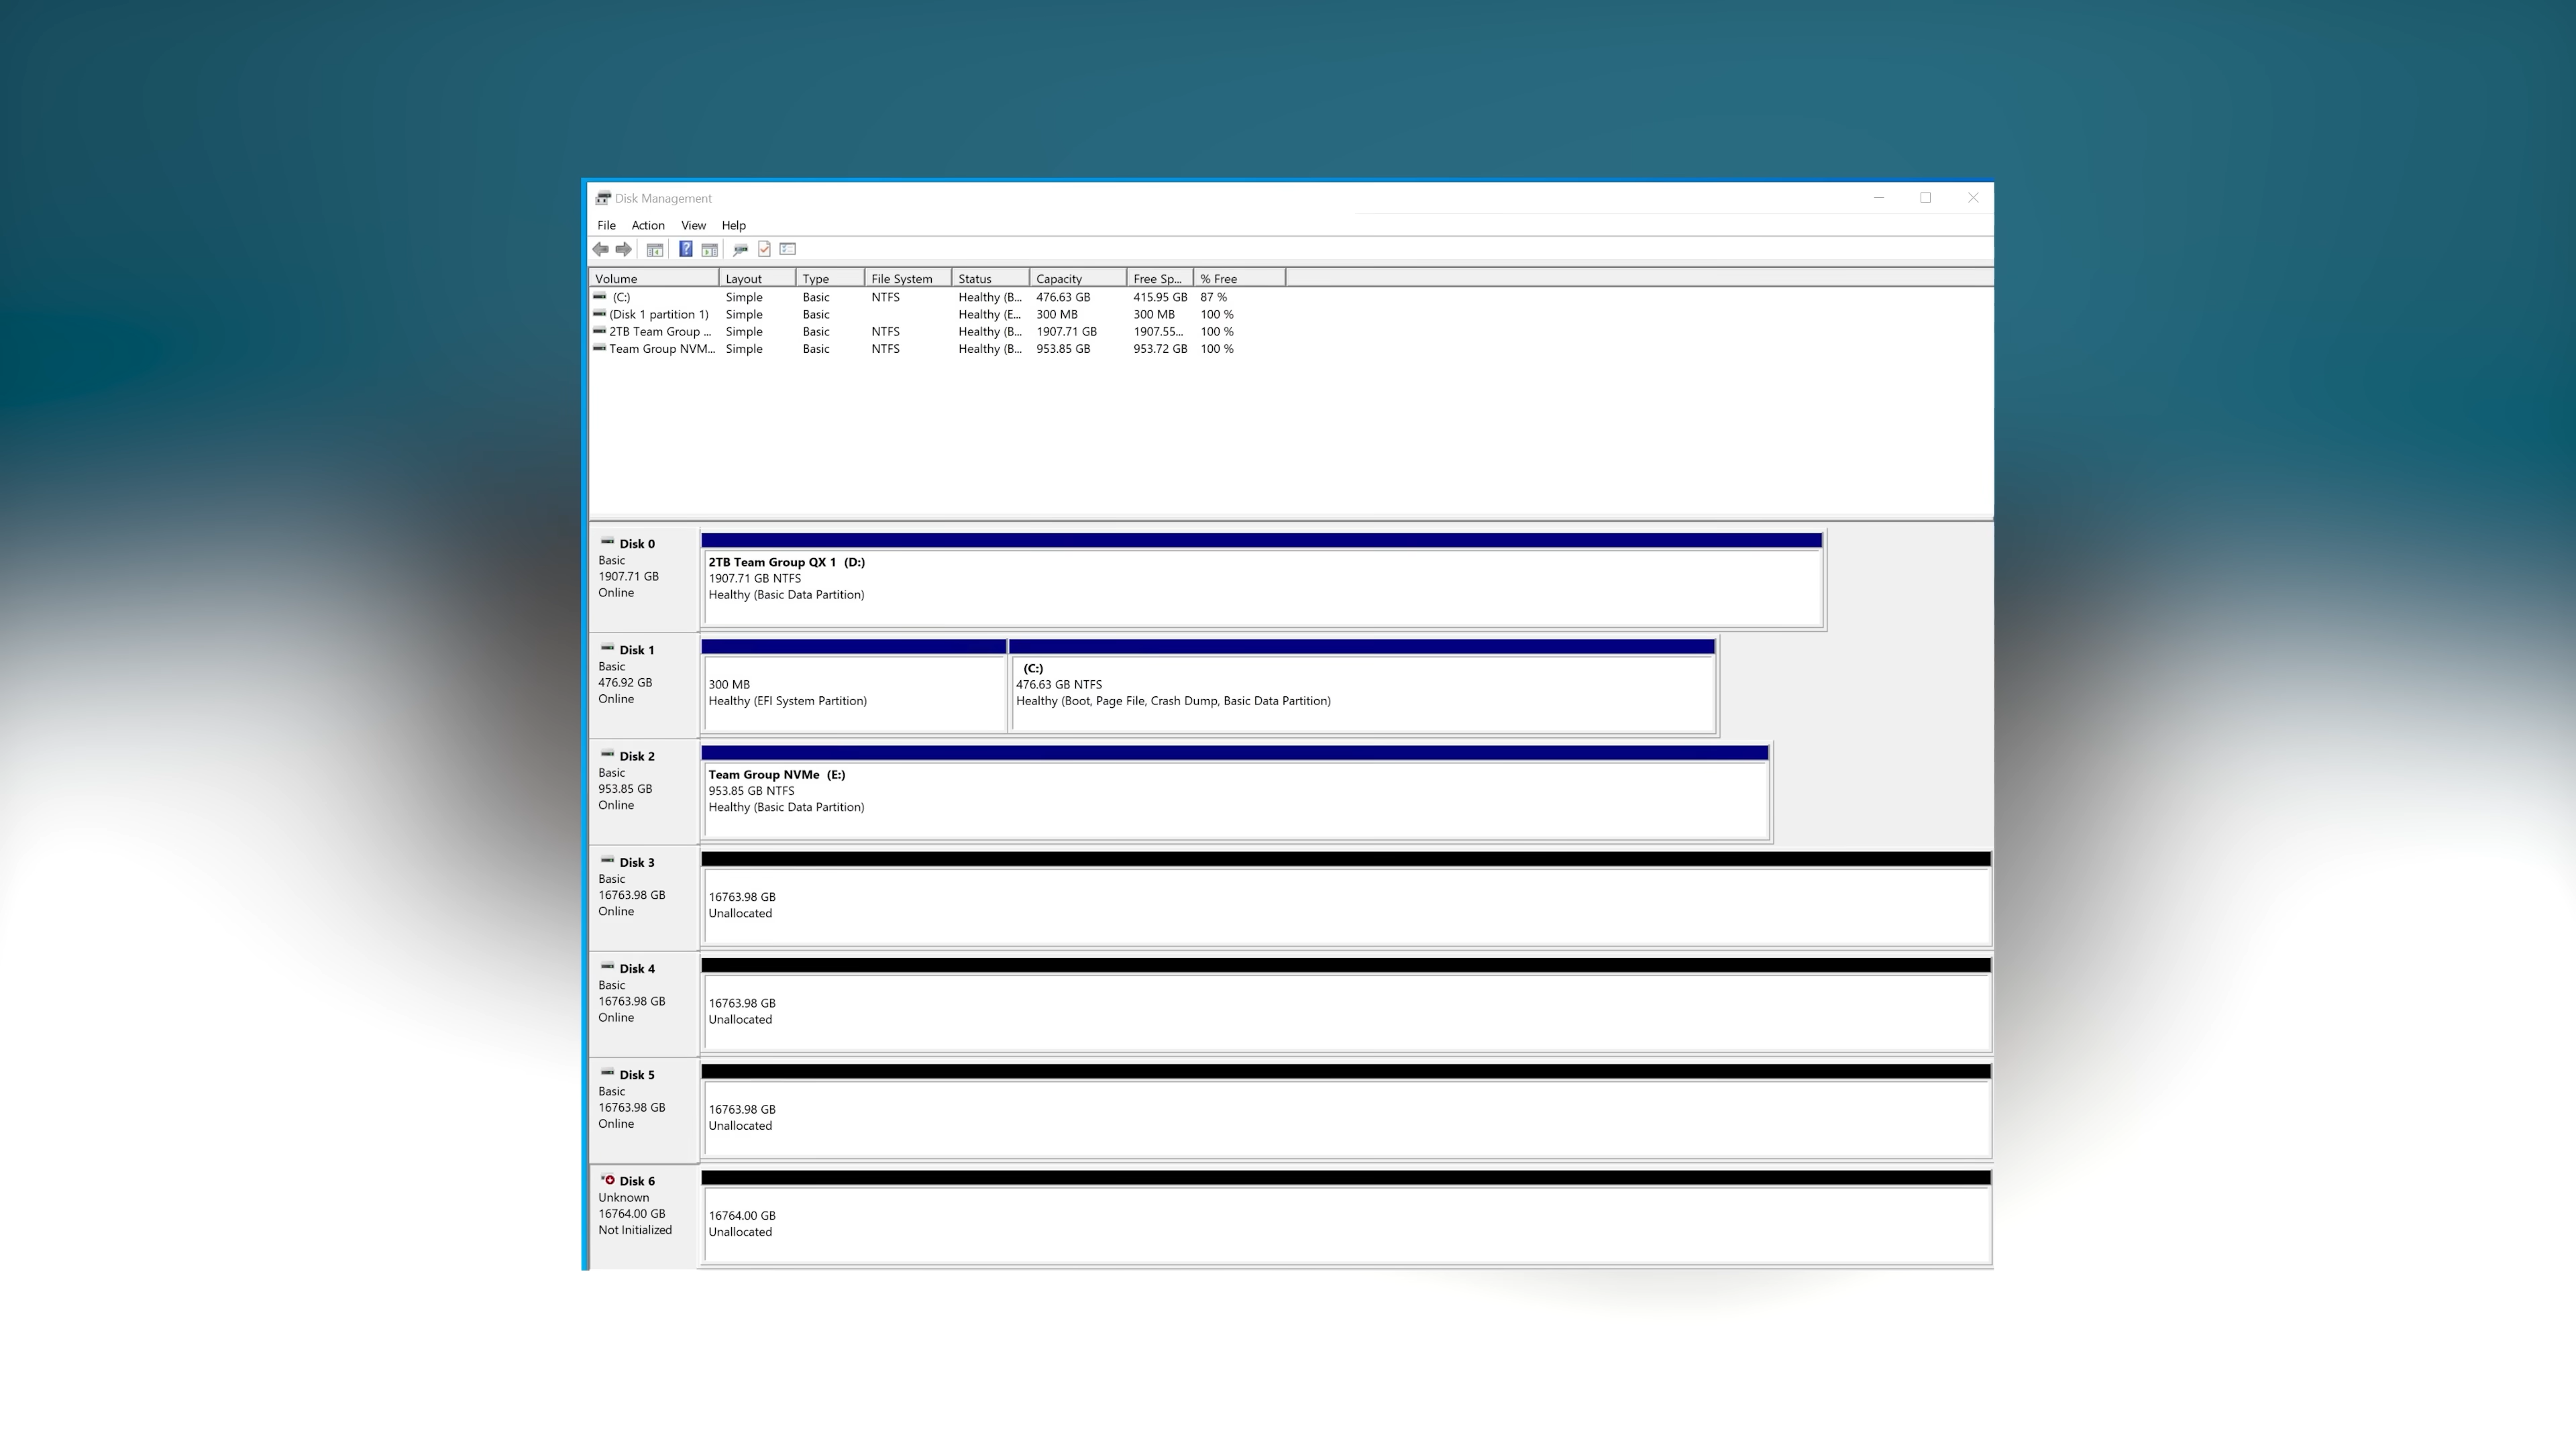 Disk Management
File Action View Help
Volume Layout Type File System Status Capacity Free Sp... % Free
(C:) Simple Basic NTFS Healthy (B... 476.63 GB 415.95 GB 87 %
(Disk 1 partition 1) Simple Basic Healthy (E... 300 MB 300 MB 100 %
2TB Team Group ... Simple Basic NTFS Healthy (B... 1907.71 GB 1907.55... 100 %
Team Group NVM... Simple Basic NTFS Healthy (B... 953.85 GB 953.72 GB 100 %
Disk 0
Basic
1907.71 GB
Online
2TB Team Group QX 1 (D:)
1907.71 GB NTFS
Healthy (Basic Data Partition)
Disk 1
Basic
476.92 GB
Online
300 MB
Healthy (EFI System Partition)
(C:)
476.63 GB NTFS
Healthy (Boot, Page File, Crash Dump, Basic Data Partition)
Disk 2
Basic
953.85 GB
Online
Team Group NVMe (E:)
953.85 GB NTFS
Healthy (Basic Data Partition)
Disk 3
Basic
16763.98 GB
Online
16763.98 GB
Unallocated
Disk 4
Basic
16763.98 GB
Online
16763.98 GB
Unallocated
Disk 5
Basic
16763.98 GB
Online
16763.98 GB
Unallocated
Disk 6
Unknown
16764.00 GB
Not Initialized
16764.00 GB
Unallocated